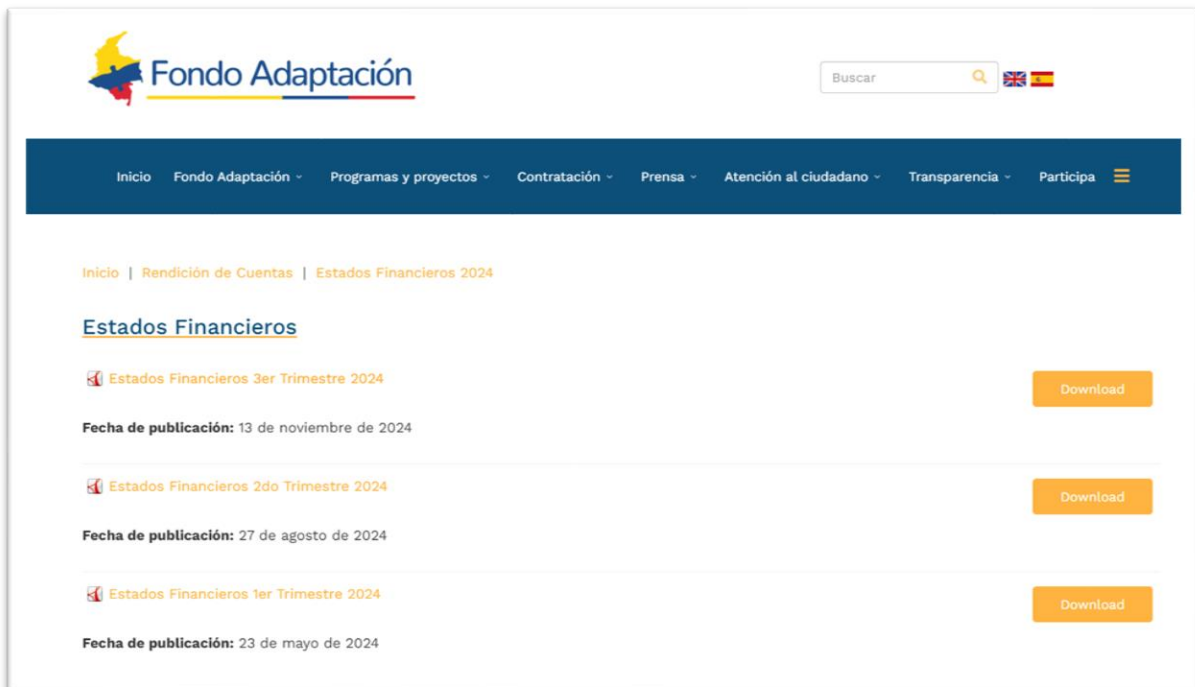 Fondo Adaptación
Buscar
Inicio Fondo Adaptación Programas y proyectos Contratación Prensa Atención al ciudadano Transparencia Participa
Inicio | Rendición de Cuentas | Estados Financieros 2024
Estados Financieros
Estados Financieros 3er Trimestre 2024
Download
Fecha de publicación: 13 de noviembre de 2024
Estados Financieros 2do Trimestre 2024
Download
Fecha de publicación: 27 de agosto de 2024
Estados Financieros 1er Trimestre 2024
Download
Fecha de publicación: 23 de mayo de 2024